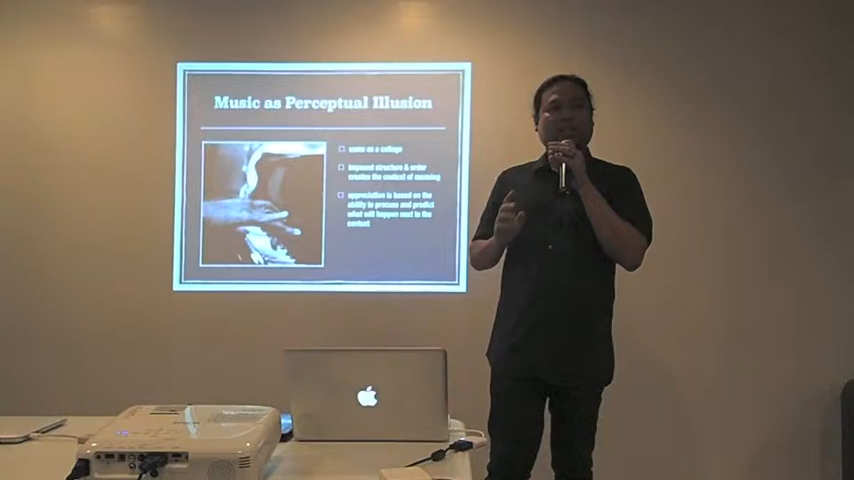 Music as Perceptual Illusion
same as a collage
imposed structure & order
creates the context of meaning
appreciation is based on the
ability to process and predict
what will happen next in the
context